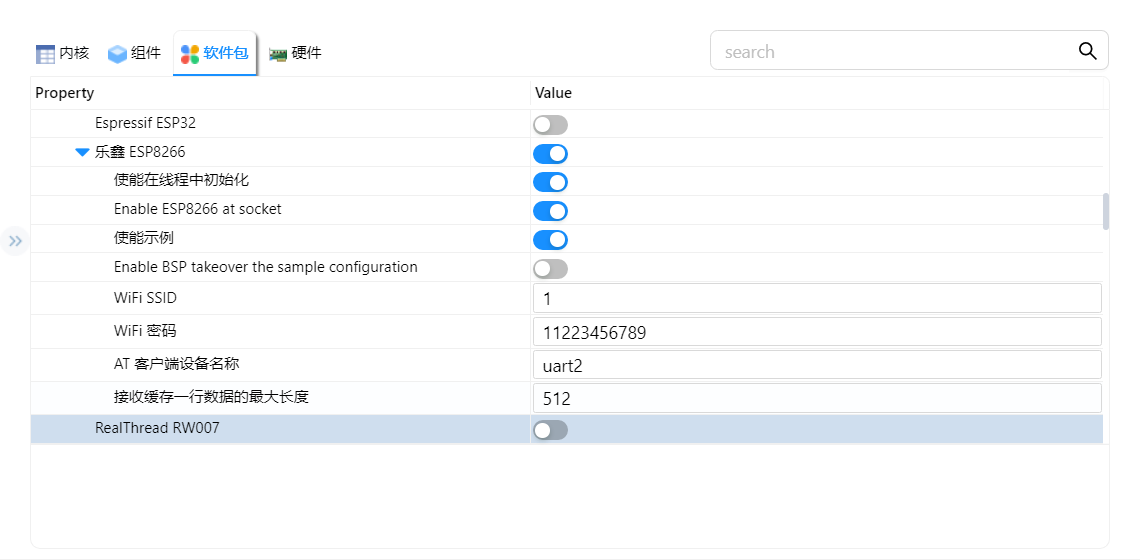 内核 组件 软件包 硬件 search
Property Value
Espressif ESP32
乐鑫 ESP8266
使能在线程中初始化
Enable ESP8266 at socket
使能示例
Enable BSP takeover the sample configuration
WiFi SSID 1
WiFi 密码 11223456789
AT 客户端设备名称 uart2
接收缓存一行数据的最大长度 512
RealThread RW007